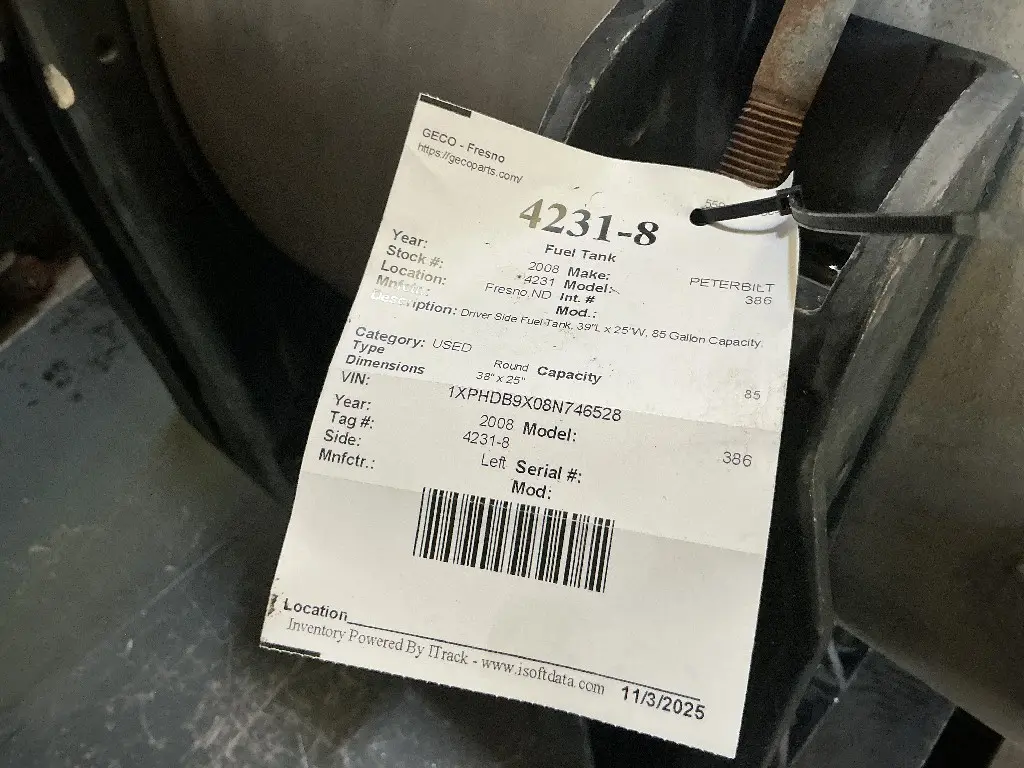 GECO - Fresno
https://gecoparts.com/
4231-8
Fuel Tank
Year: 2008 Make: PETERBILT
Stock #: *4231 Model: 386
Location: Fresno,ND Int. #
Mnfctr.: Mod.:
Description: Driver Side Fuel Tank, 39"L x 25"W, 85 Gallon Capacity.
Category: USED
Type Round Capacity 85
Dimensions 38" x 25"
VIN: 1XPHDB9X08N746528
Year: 2008 Model: 386
Tag #: 4231-8
Side: Left Serial #:
Mnfctr.: Mod:
Location
Inventory Powered By ITrack - www.isoftdata.com 11/3/2025